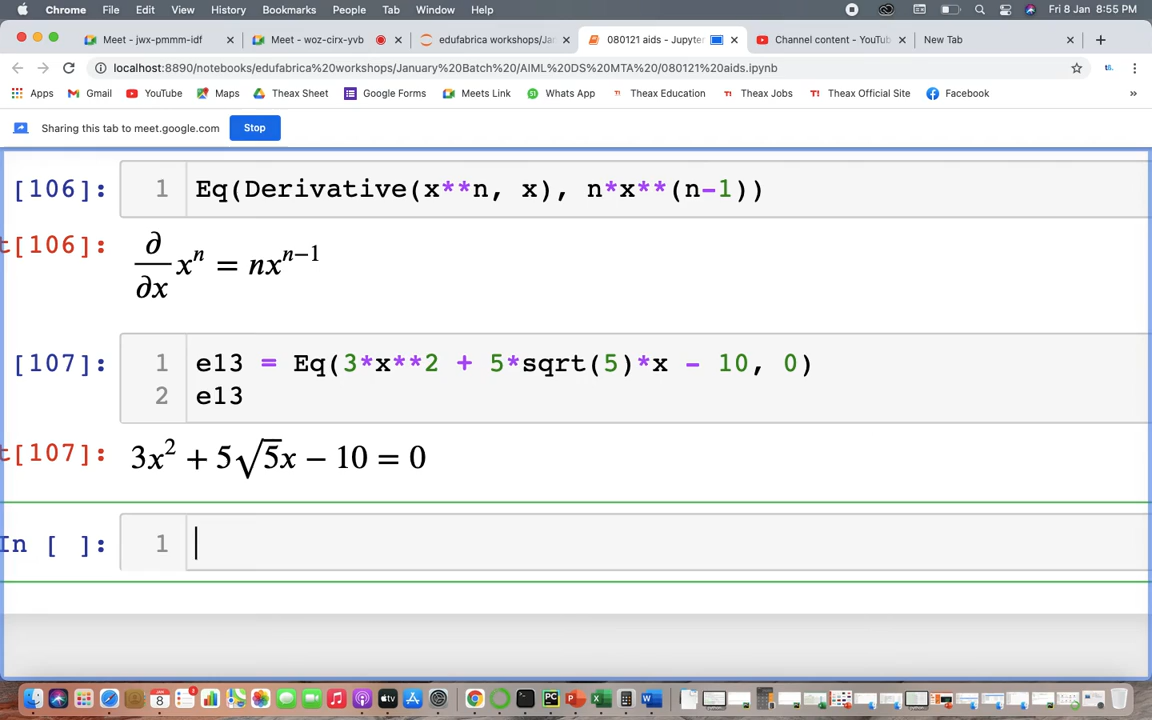 Chrome File Edit View History Bookmarks People Tab Window Help Fri 8 Jan 8:55 PM
Meet - jwx-pmmm-idf Meet - woz-cirx-yvb edufabrica workshops/Jan 080121 aids - Jupyter Channel content - YouTub New Tab
localhost:8890/notebooks/edufabrica%20workshops/January%20Batch%20/AIML%20DS%20MTA%20/080121%20aids.ipynb
Apps Gmail YouTube Maps Theax Sheet Google Forms Meets Link Whats App Theax Education Theax Jobs Theax Official Site Facebook »
Sharing this tab to meet.google.com Stop
[106]: 1 Eq(Derivative(x**n, x), n*x**(n-1))
t[106]: ∂/∂x xⁿ = nxⁿ⁻¹
[107]: 1 e13 = Eq(3*x**2 + 5*sqrt(5)*x - 10, 0)
2 e13
t[107]: 3x² + 5√5x − 10 = 0
In [ ]: 1